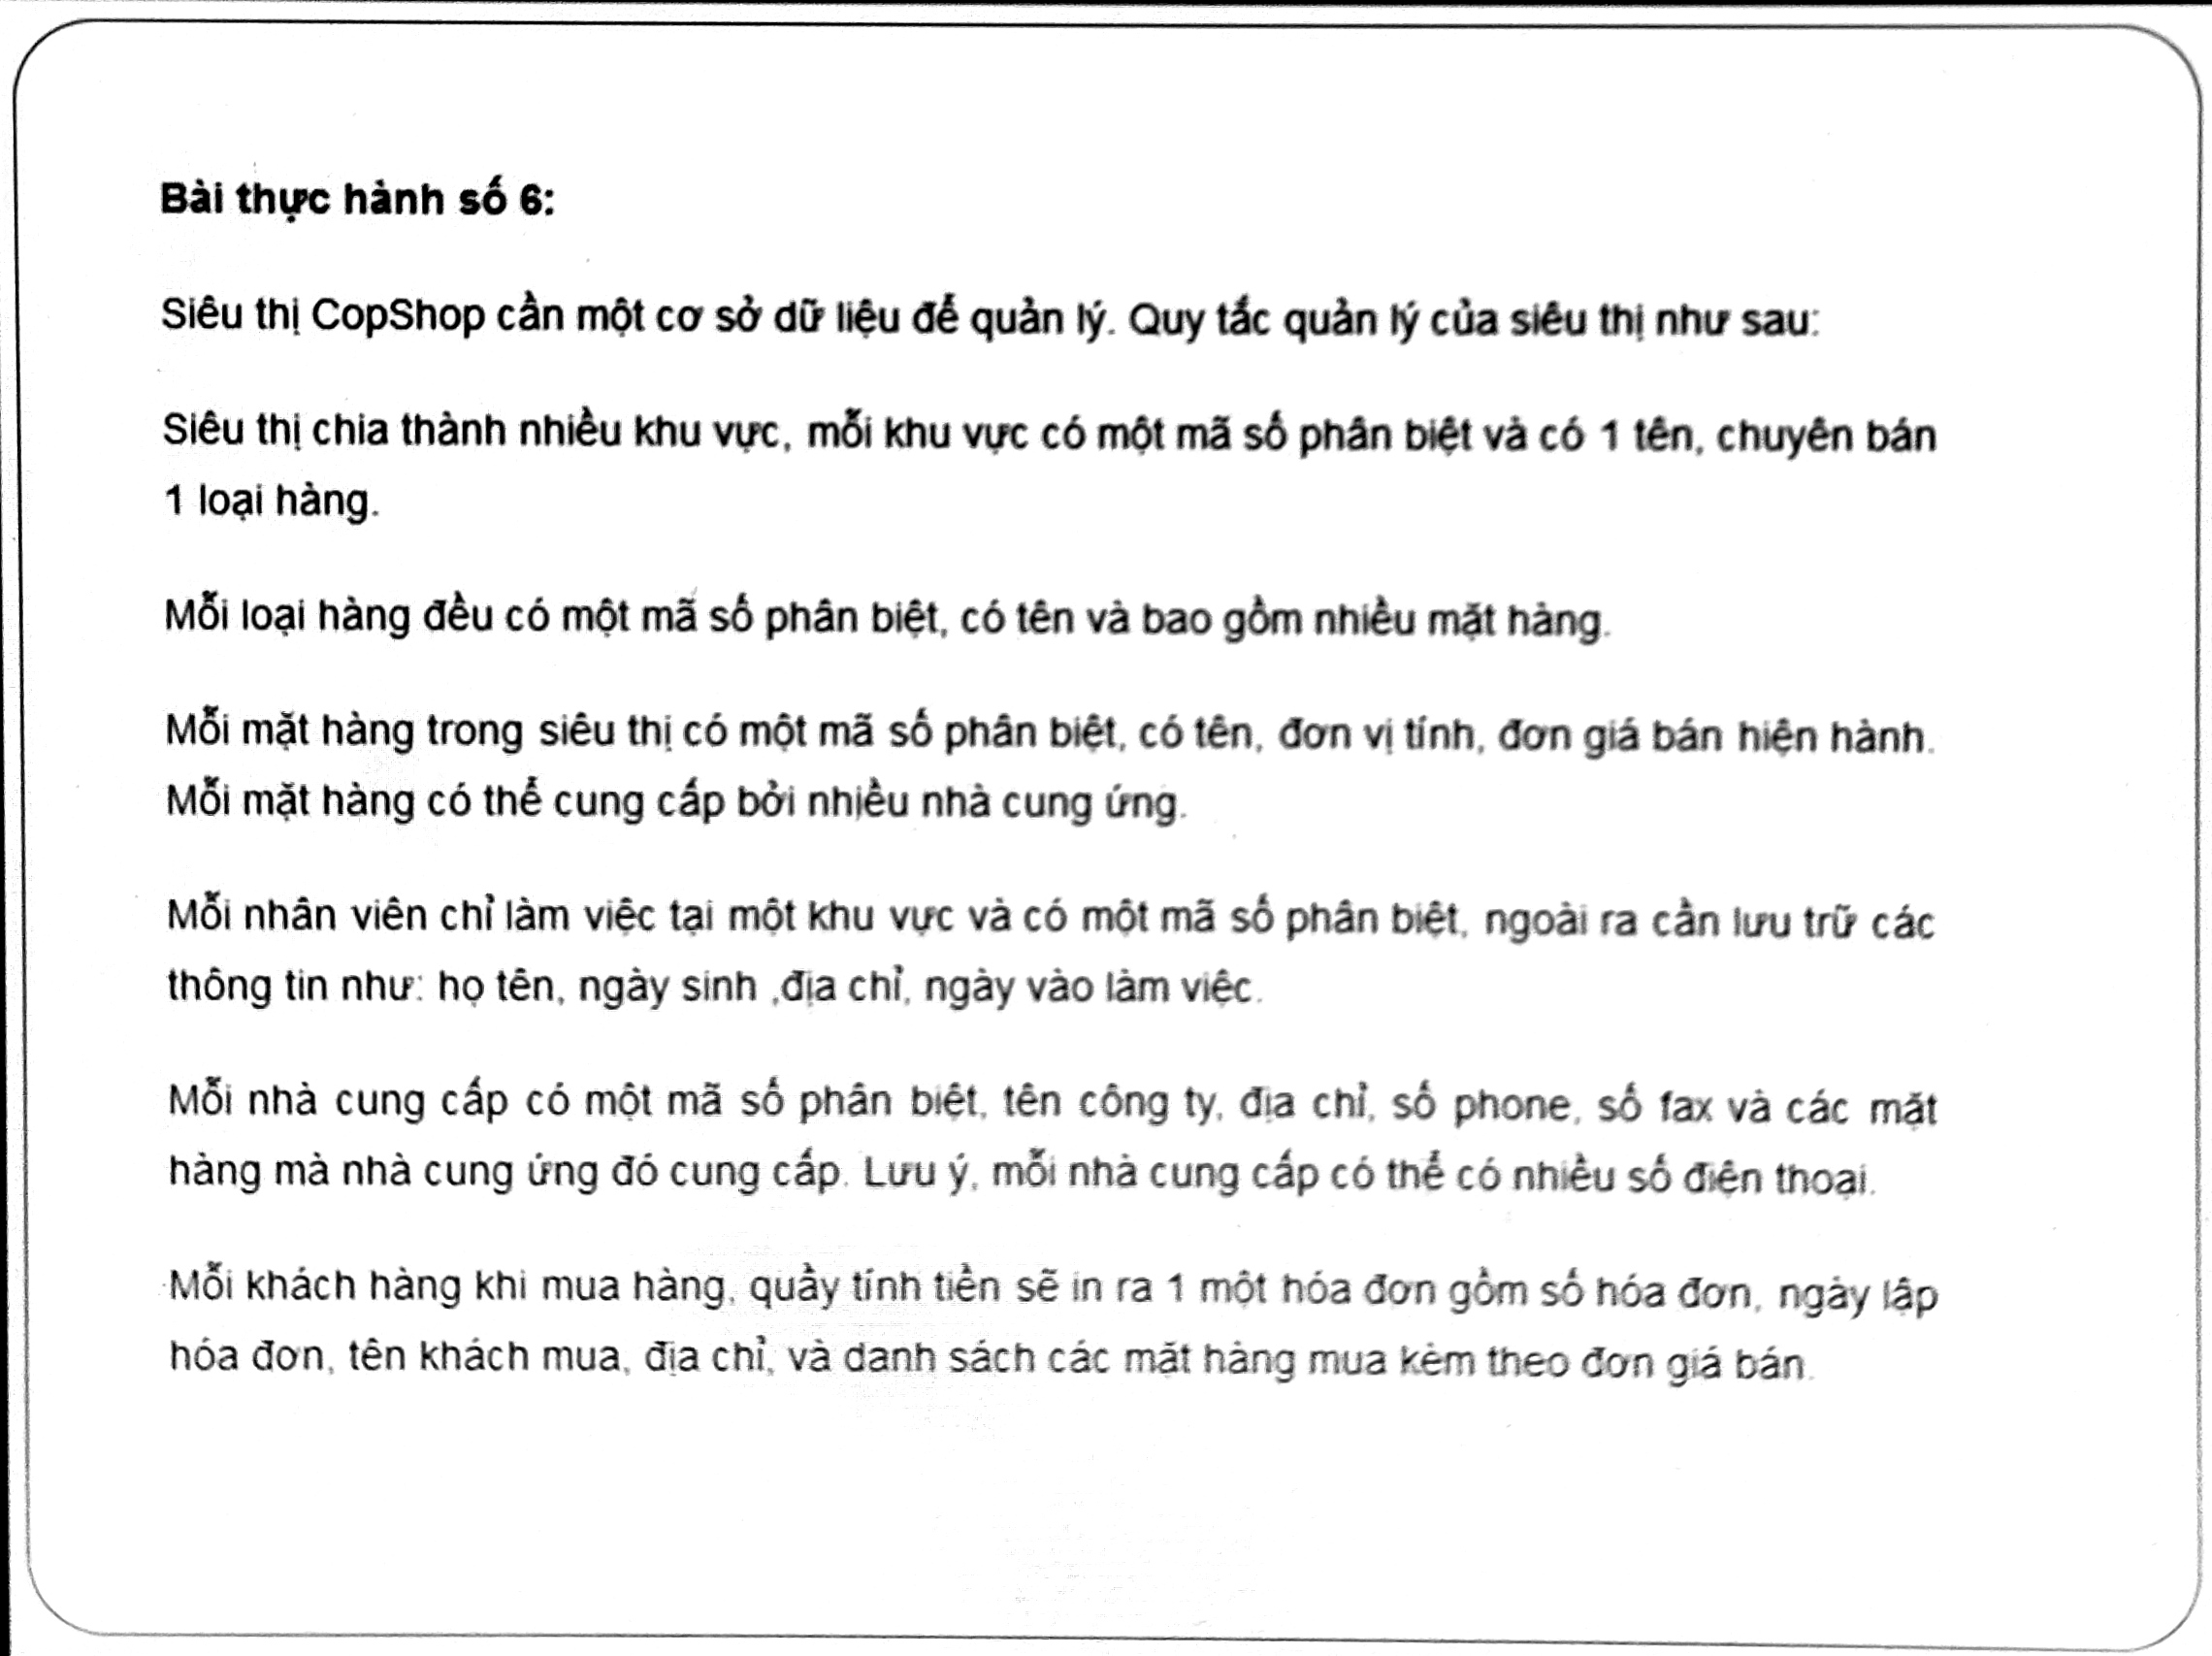 Bài thực hành số 6:
Siêu thị CopShop cần một cơ sở dữ liệu để quản lý. Quy tắc quản lý của siêu thị như sau:
Siêu thị chia thành nhiều khu vực, mỗi khu vực có một mã số phân biệt và có 1 tên, chuyên bán
1 loại hàng.
Mỗi loại hàng đều có một mã số phân biệt, có tên và bao gồm nhiều mặt hàng.
Mỗi mặt hàng trong siêu thị có một mã số phân biệt, có tên, đơn vị tính, đơn giá bán hiện hành.
Mỗi mặt hàng có thể cung cấp bởi nhiều nhà cung ứng.
Mỗi nhân viên chỉ làm việc tại một khu vực và có một mã số phân biệt, ngoài ra cần lưu trữ các
thông tin như: họ tên, ngày sinh ,địa chỉ, ngày vào làm việc.
Mỗi nhà cung cấp có một mã số phân biệt, tên công ty, địa chỉ, số phone, số fax và các mặt
hàng mà nhà cung ứng đó cung cấp. Lưu ý, mỗi nhà cung cấp có thể có nhiều số điện thoại.
Mỗi khách hàng khi mua hàng, quầy tính tiền sẽ in ra 1 một hóa đơn gồm số hóa đơn, ngày lập
hóa đơn, tên khách mua, địa chỉ, và danh sách các mặt hàng mua kèm theo đơn giá bán.